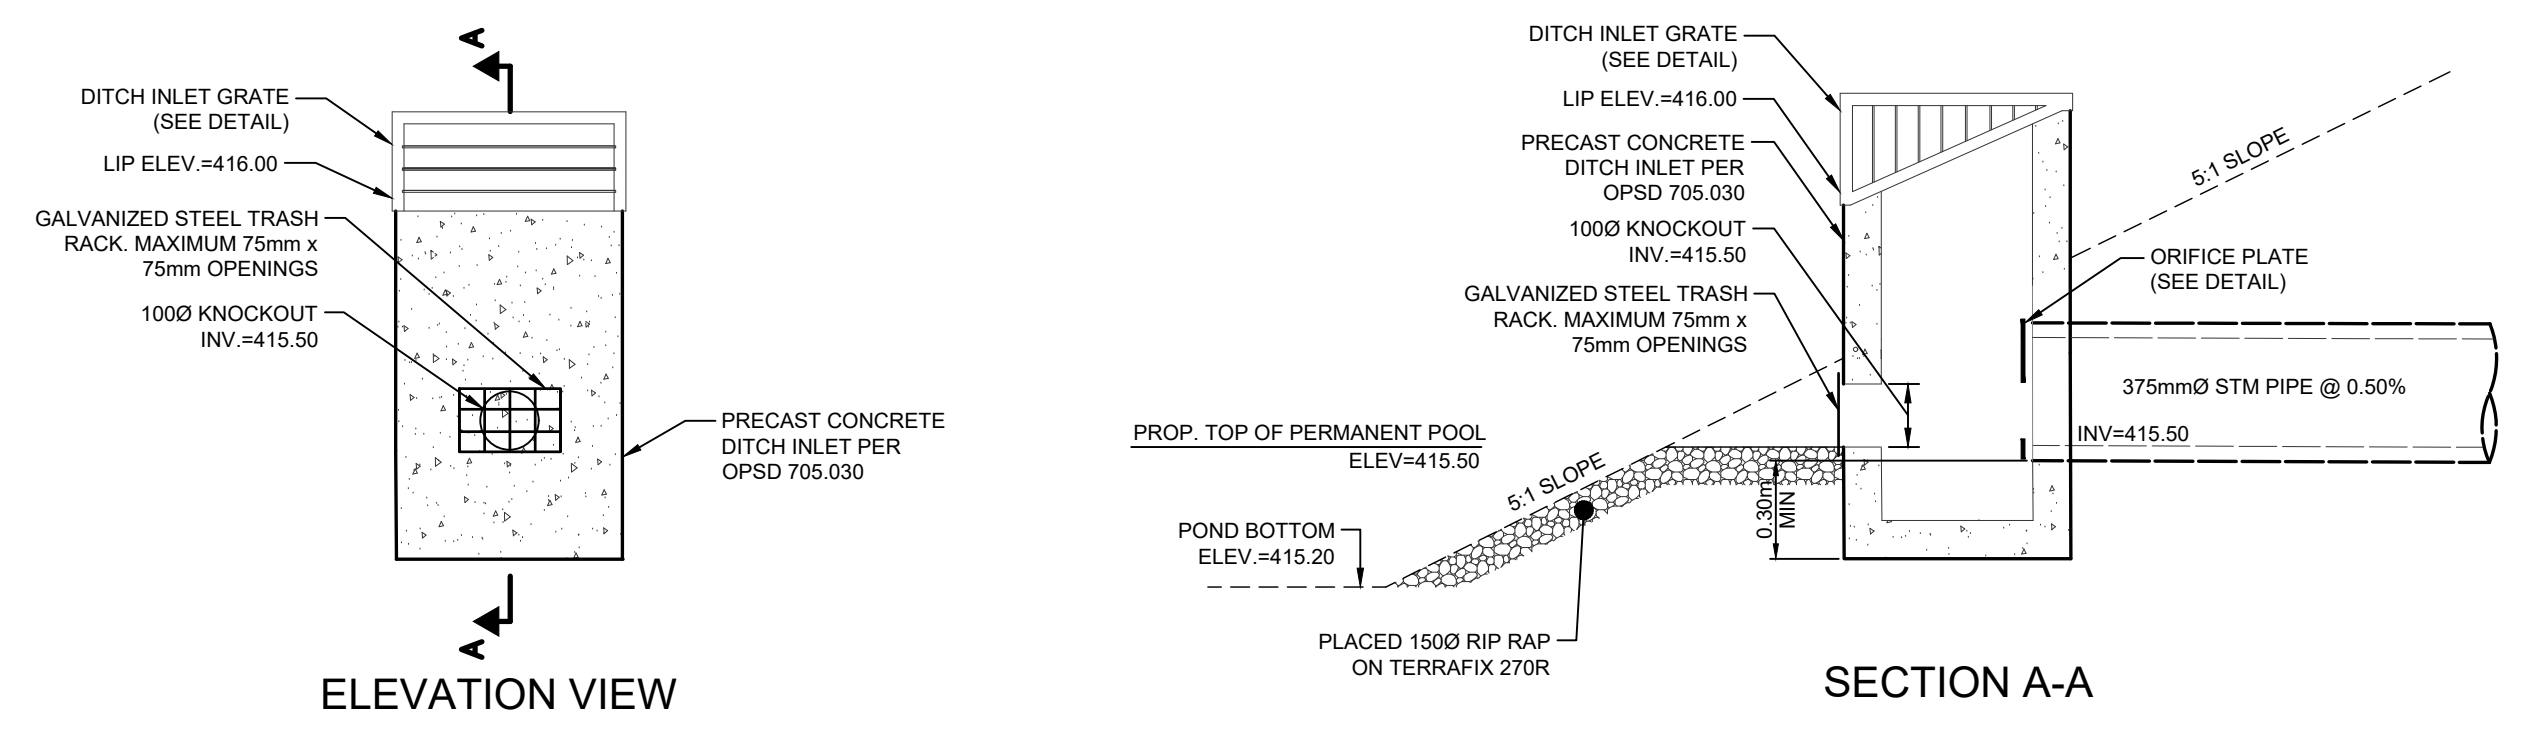 A
DITCH INLET GRATE
(SEE DETAIL)
LIP ELEV.=416.00
GALVANIZED STEEL TRASH
RACK. MAXIMUM 75mm x
75mm OPENINGS
100Ø KNOCKOUT
INV.=415.50
PRECAST CONCRETE
DITCH INLET PER
OPSD 705.030
A
ELEVATION VIEW
DITCH INLET GRATE
(SEE DETAIL)
LIP ELEV.=416.00
PRECAST CONCRETE
DITCH INLET PER
OPSD 705.030
100Ø KNOCKOUT
INV.=415.50
GALVANIZED STEEL TRASH
RACK. MAXIMUM 75mm x
75mm OPENINGS
PROP. TOP OF PERMANENT POOL
ELEV=415.50
5:1 SLOPE
POND BOTTOM
ELEV.=415.20
0.30m
MIN
PLACED 150Ø RIP RAP
ON TERRAFIX 270R
5:1 SLOPE
ORIFICE PLATE
(SEE DETAIL)
375mmØ STM PIPE @ 0.50%
INV=415.50
SECTION A-A